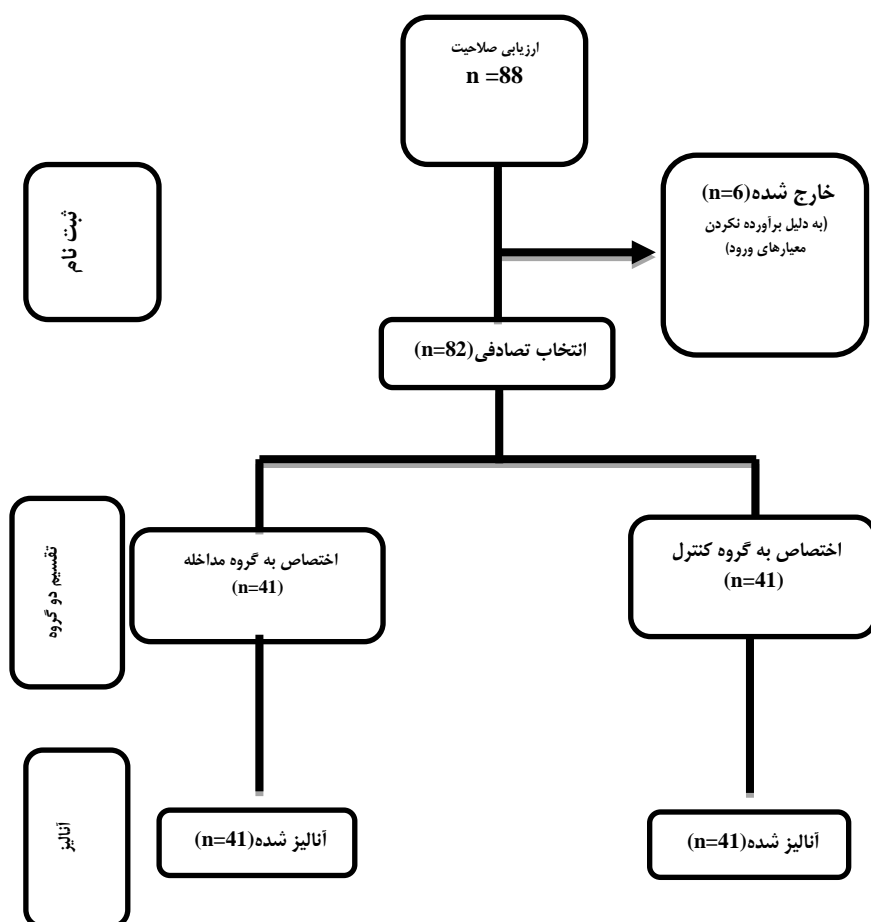 ارزیابی صلاحیت
n =88
ثبت نام
خارج شده(n=6)
(به دلیل برآورده نکردن
معیارهای ورود)
انتخاب تصادفی(n=82)
تقسیم دو گروه
اختصاص به گروه مداخله
(n=41)
اختصاص به گروه کنترل
(n=41)
آنالیز
آنالیز شده(n=41)
آنالیز شده(n=41)